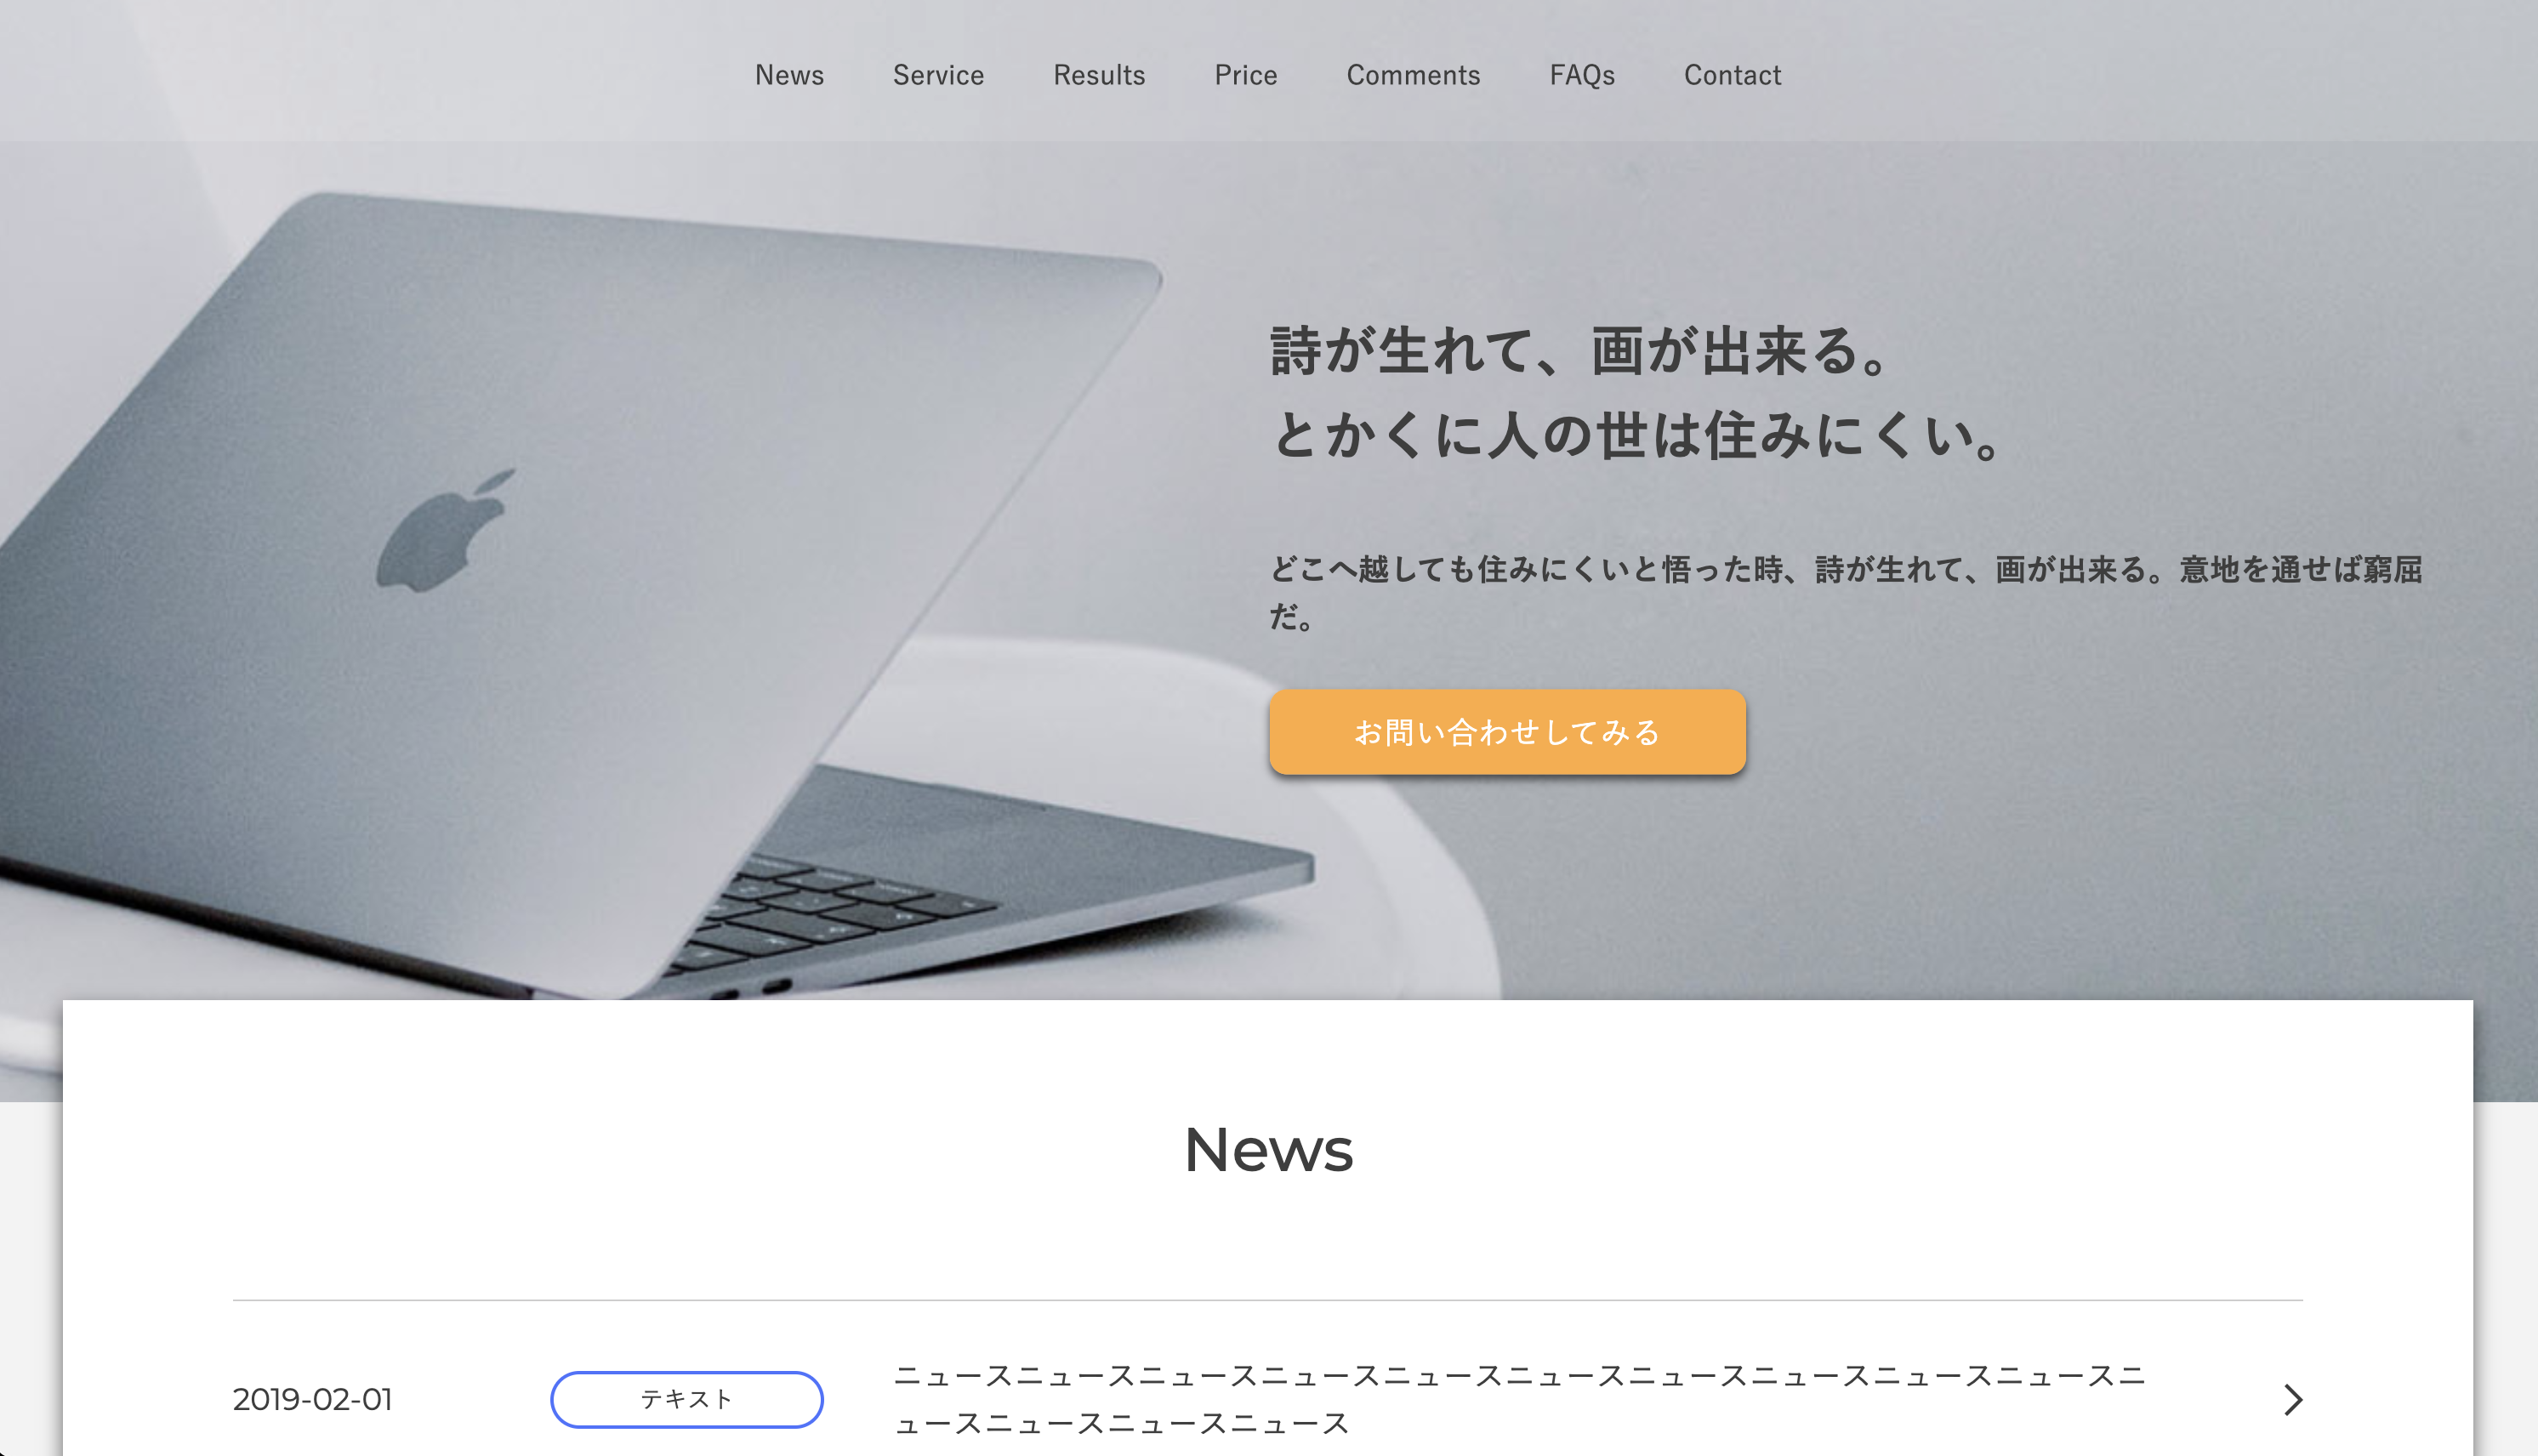 News Service Results Price Comments FAQs Contact
詩が生れて、画が出来る。
とかくに人の世は住みにくい。
どこへ越しても住みにくいと悟った時、詩が生れて、画が出来る。意地を通せば窮屈
だ。
お問い合わせしてみる
News
2019-02-01
テキスト
ニュースニュースニュースニュースニュースニュースニュースニュースニュースニュースニ
ュースニュースニュースニュース